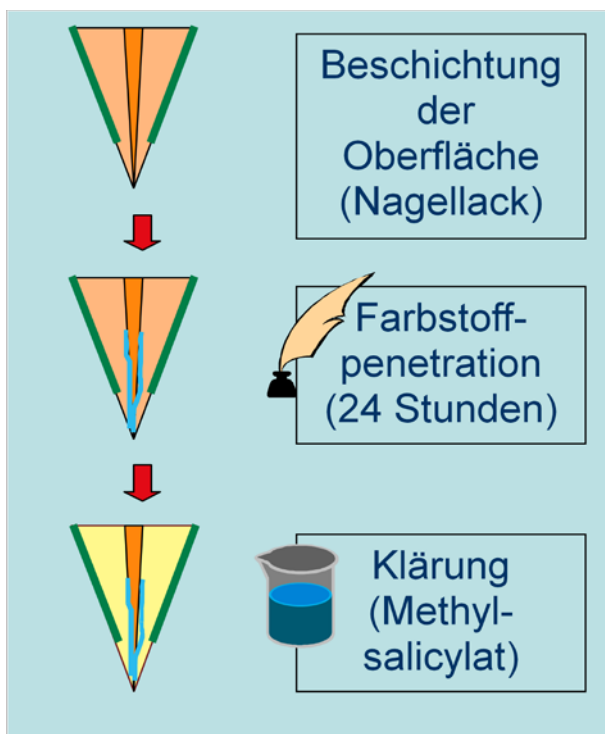 Beschichtung
der
Oberfläche
(Nagellack)
Farbstoff-
penetration
(24 Stunden)
Klärung
(Methyl-
salicylat)